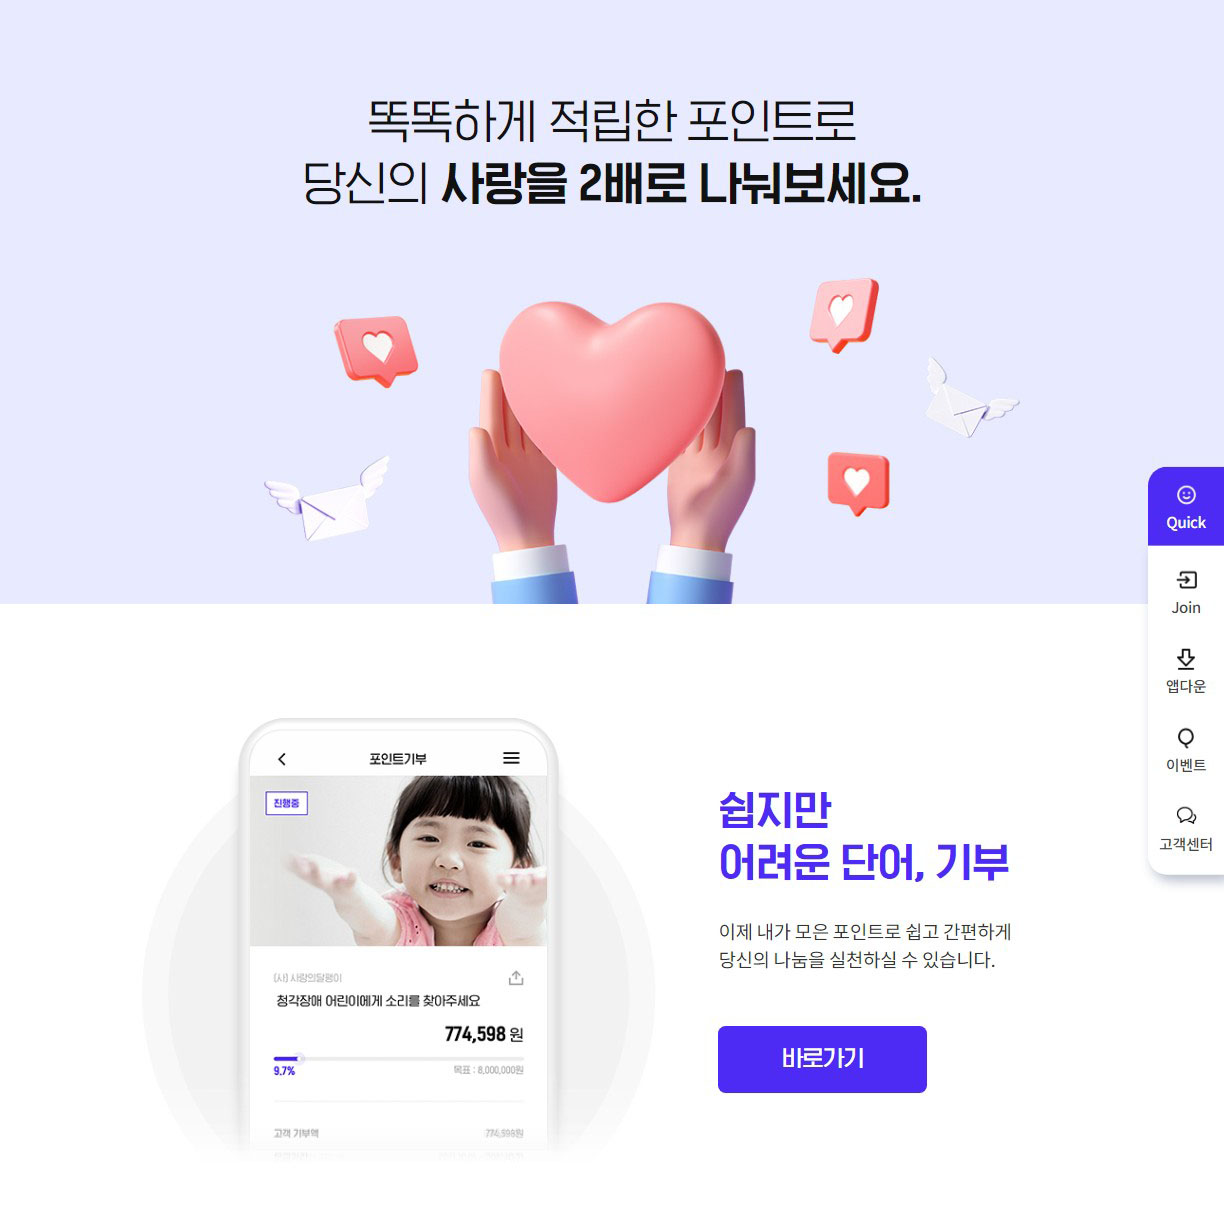 똑똑하게 적립한 포인트로
당신의 사랑을 2배로 나눠보세요.
Quick
Join
앱다운
이벤트
고객센터
포인트기부
진행중
[사] 사랑의달팽이
청각장애 어린이에게 소리를 찾아주세요
774,598 원
9.7%
목표 : 8,000,000원
고객 기부액
774,598원
쉽지만
어려운 단어, 기부
이제 내가 모은 포인트로 쉽고 간편하게
당신의 나눔을 실천하실 수 있습니다.
바로가기